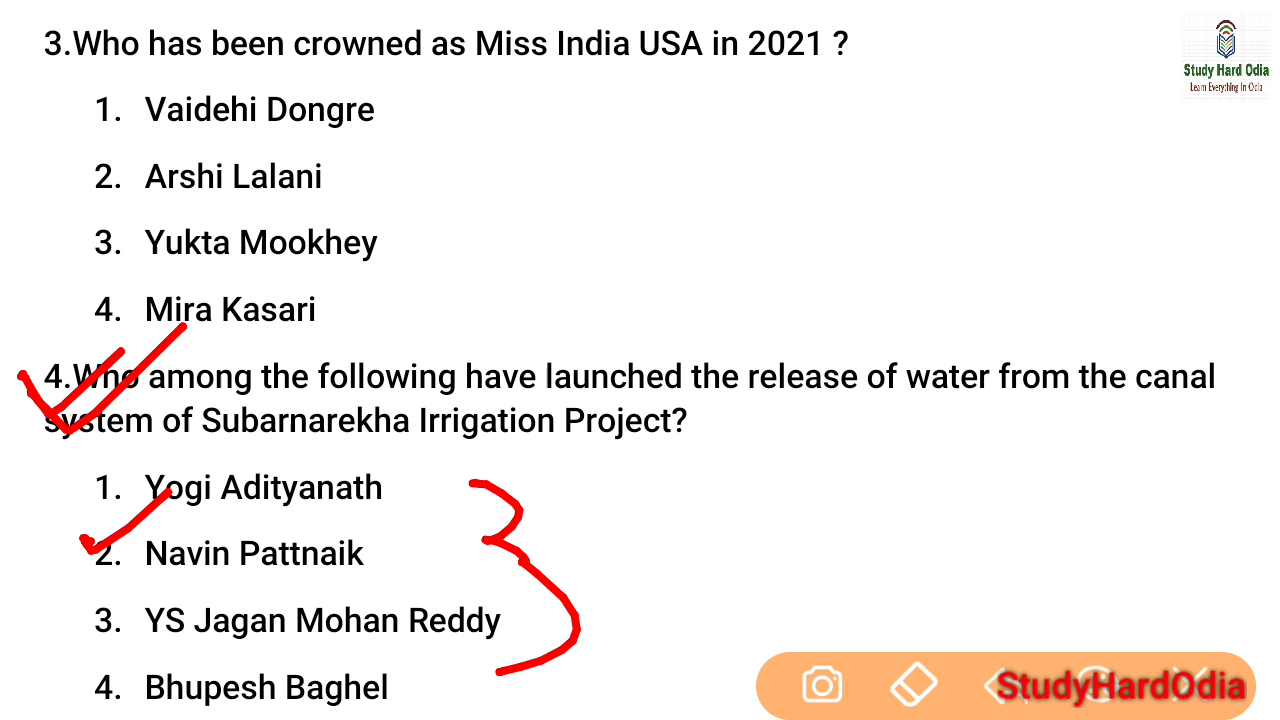 3.Who has been crowned as Miss India USA in 2021 ?
Study Hard Odia
Learn Everything In Odia
1. Vaidehi Dongre
2. Arshi Lalani
3. Yukta Mookhey
4. Mira Kasari
4.Who among the following have launched the release of water from the canal
system of Subarnarekha Irrigation Project?
1. Yogi Adityanath
2. Navin Pattnaik
3. YS Jagan Mohan Reddy
4. Bhupesh Baghel
StudyHardOdia